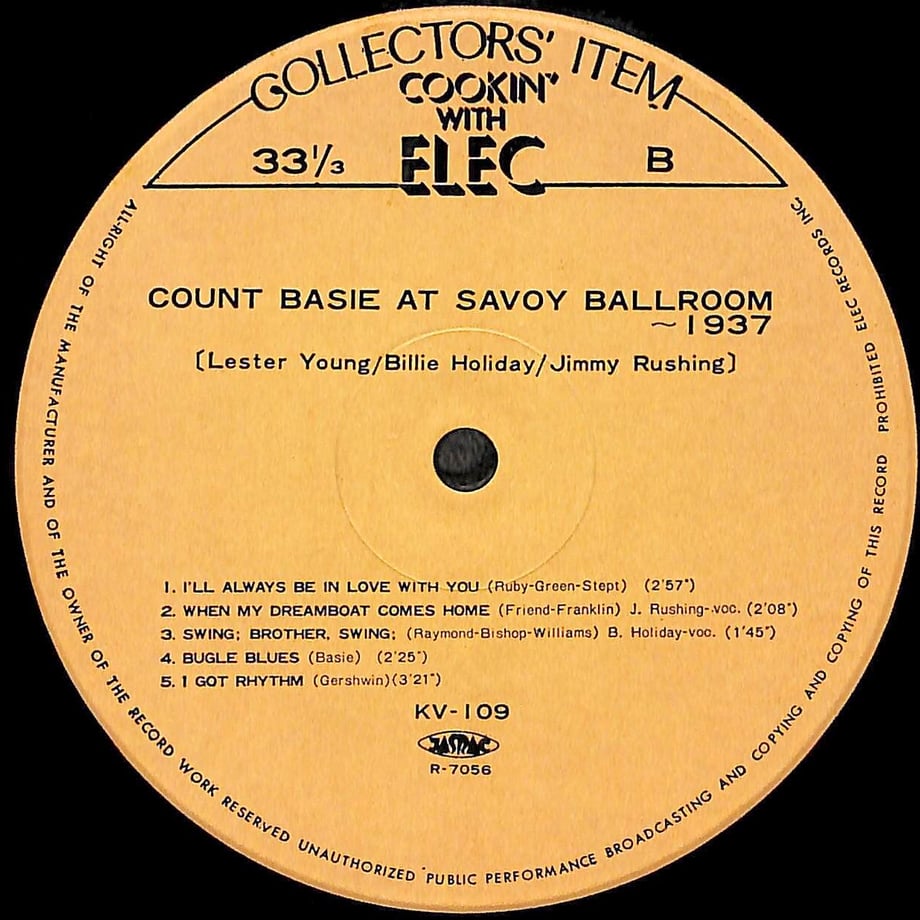 COLLECTORS' ITEM
COOKIN'
WITH
ELEC
33⅓
B
COUNT BASIE AT SAVOY BALLROOM
~1937
[Lester Young/Billie Holiday/Jimmy Rushing]
1. I'LL ALWAYS BE IN LOVE WITH YOU (Ruby-Green-Stept) (2'57")
2. WHEN MY DREAMBOAT COMES HOME (Friend-Franklin) J. Rushing-voc. (2'08")
3. SWING; BROTHER, SWING; (Raymond-Bishop-Williams) B. Holiday-voc. (1'45")
4. BUGLE BLUES (Basie) (2'25")
5. I GOT RHYTHM (Gershwin)(3'21")
KV-109
JASRAC
R-7056
ALL-RIGHT OF THE MANUFACTURER AND OF THE OWNER OF THE RECORD WORK RESERVED UNAUTHORIZED PUBLIC PERFORMANCE BROADCASTING AND COPYING AND COPYING OF THIS RECORD PROHIBITED ELEC RECORDS INC.